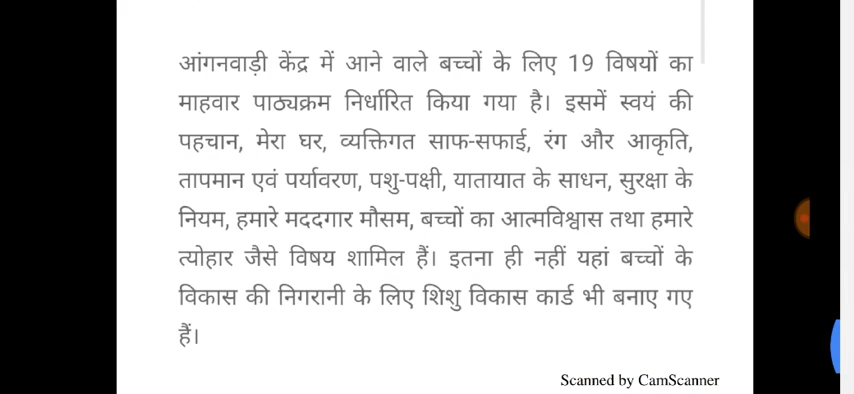 आंगनवाड़ी केंद्र में आने वाले बच्चों के लिए 19 विषयों का
माहवार पाठ्यक्रम निर्धारित किया गया है। इसमें स्वयं की
पहचान, मेरा घर, व्यक्तिगत साफ-सफाई, रंग और आकृति,
तापमान एवं पर्यावरण, पशु-पक्षी, यातायात के साधन, सुरक्षा के
नियम, हमारे मददगार मौसम, बच्चों का आत्मविश्वास तथा हमारे
त्योहार जैसे विषय शामिल हैं। इतना ही नहीं यहां बच्चों के
विकास की निगरानी के लिए शिशु विकास कार्ड भी बनाए गए
हैं।
Scanned by CamScanner